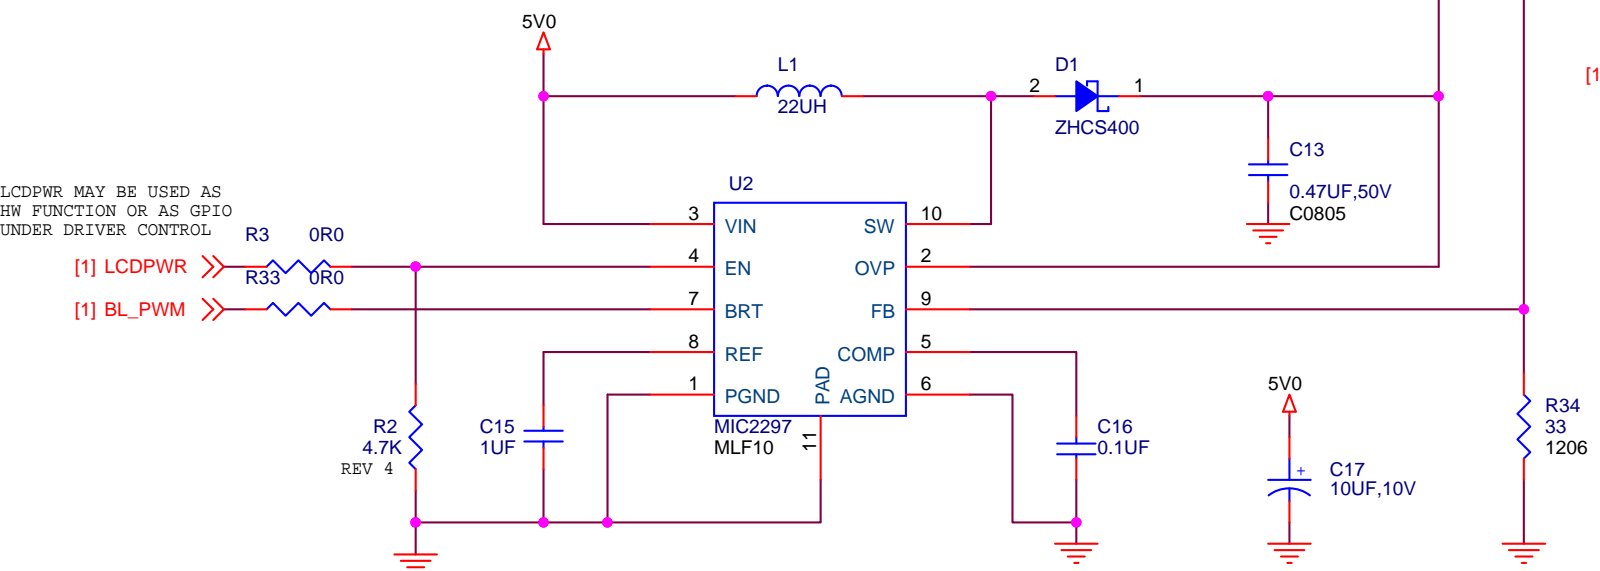 5V0
L1
22UH
D1
2
1
ZHCS400
[1
C13
0.47UF,50V
C0805
LCDPWR MAY BE USED AS
HW FUNCTION OR AS GPIO
UNDER DRIVER CONTROL
R3 0R0
[1] LCDPWR
R33 0R0
[1] BL_PWM
U2
3 VIN SW 10
4 EN OVP 2
7 BRT FB 9
8 REF COMP 5
1 PGND PAD AGND 6
MIC2297
MLF10
11
R2
4.7K
REV 4
C15
1UF
C16
0.1UF
5V0
+
C17
10UF,10V
R34
33
1206